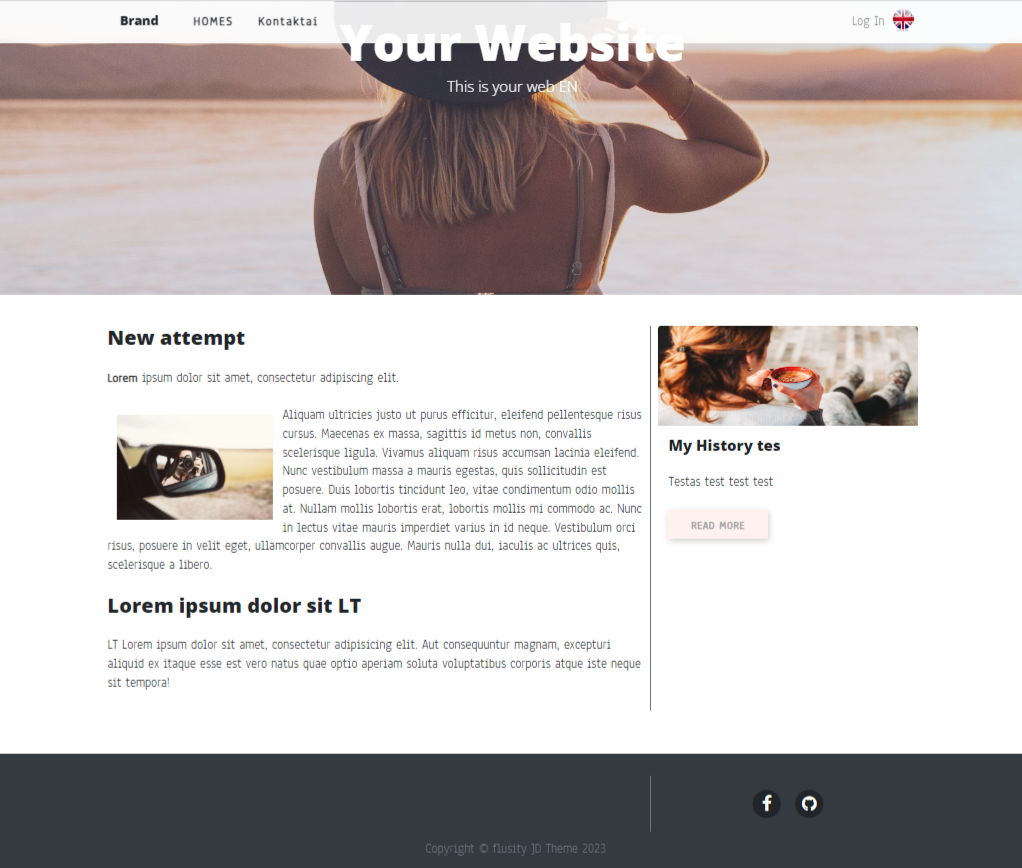 Brand HOMES Kontaktai Log In
Your Website
This is your web EN
New attempt
Lorem ipsum dolor sit amet, consectetur adipiscing elit.
Aliquam ultricies justo ut purus efficitur, eleifend pellentesque risus
cursus. Maecenas ex massa, sagittis id metus non, convallis
scelerisque ligula. Vivamus aliquam risus accumsan lacinia eleifend.
Nunc vestibulum massa a mauris egestas, quis sollicitudin est
posuere. Duis lobortis tincidunt leo, vitae condimentum odio mollis
at. Nullam mollis lobortis erat, lobortis mollis mi commodo ac. Nunc
in lectus vitae mauris imperdiet varius in id neque. Vestibulum orci
risus, posuere in velit eget, ullamcorper convallis augue. Mauris nulla dui, iaculis ac ultrices quis,
scelerisque a libero.
Lorem ipsum dolor sit LT
LT Lorem ipsum dolor sit amet, consectetur adipisicing elit. Aut consequuntur magnam, excepturi
aliquid ex itaque esse est vero natus quae optio aperiam soluta voluptatibus corporis atque iste neque
sit tempora!
My History tes
Testas test test test
READ MORE
Copyright © flusity JD Theme 2023